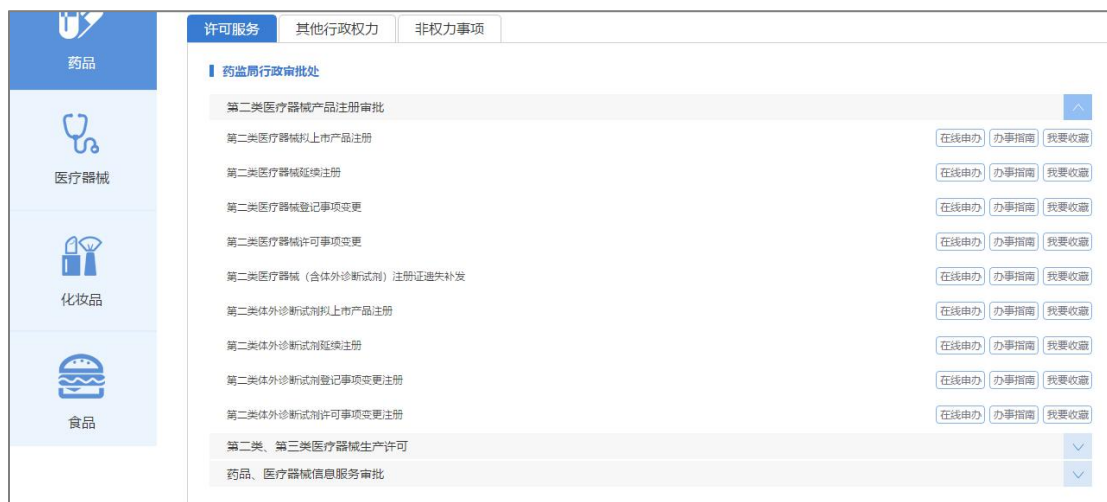 许可服务 其他行政权力 非权力事项
药品
医疗器械
化妆品
食品
药监局行政审批处
第二类医疗器械产品注册审批
第二类医疗器械拟上市产品注册 在线申办 办事指南 我要收藏
第二类医疗器械延续注册 在线申办 办事指南 我要收藏
第二类医疗器械登记事项变更 在线申办 办事指南 我要收藏
第二类医疗器械许可事项变更 在线申办 办事指南 我要收藏
第二类医疗器械（含体外诊断试剂）注册证遗失补发 在线申办 办事指南 我要收藏
第二类体外诊断试剂拟上市产品注册 在线申办 办事指南 我要收藏
第二类体外诊断试剂延续注册 在线申办 办事指南 我要收藏
第二类体外诊断试剂登记事项变更注册 在线申办 办事指南 我要收藏
第二类体外诊断试剂许可事项变更注册 在线申办 办事指南 我要收藏
第二类、第三类医疗器械生产许可
药品、医疗器械信息服务审批